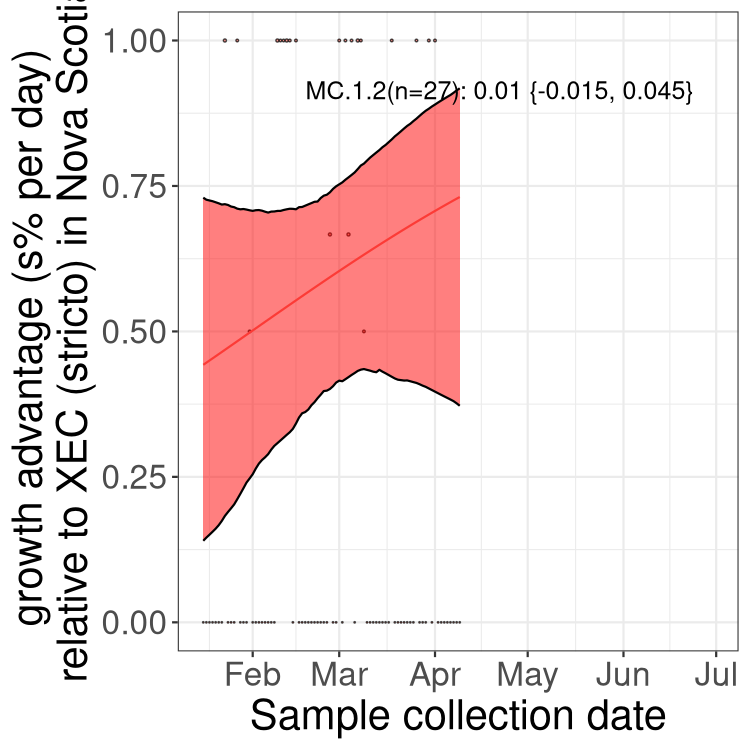 growth advantage (s% per day)
relative to XEC (stricto) in Nova Scotia
1.00
0.75
0.50
0.25
0.00
MC.1.2(n=27): 0.01 {-0.015, 0.045}
Feb Mar Apr May Jun Jul
Sample collection date